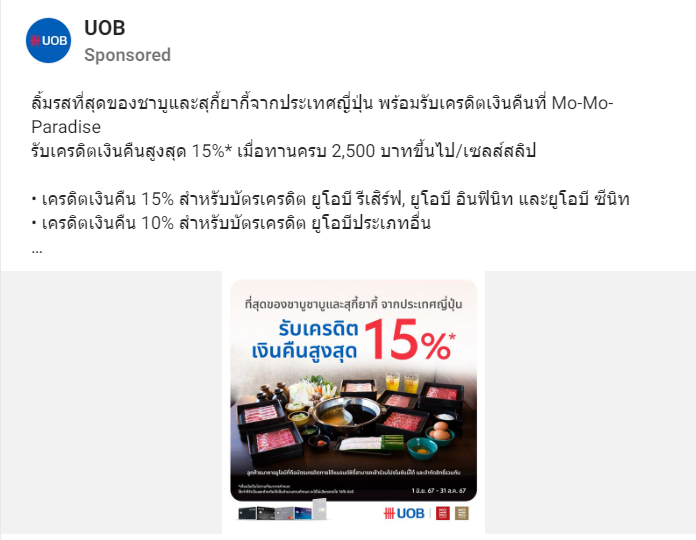 UOB
UOB
Sponsored
ลิ้มรสที่สุดของชาบูและสุกี้ยากี้จากประเทศญี่ปุ่น พร้อมรับเครดิตเงินคืนที่ Mo-Mo-
Paradise
รับเครดิตเงินคืนสูงสุด 15%* เมื่อทานครบ 2,500 บาทขึ้นไป/เซลส์สลิป
• เครดิตเงินคืน 15% สำหรับบัตรเครดิต ยูโอบี รีเสิร์ฟ, ยูโอบี อินฟินิท และยูโอบี ซีนิท
• เครดิตเงินคืน 10% สำหรับบัตรเครดิต ยูโอบีประเภทอื่น
...
ที่สุดของชาบูชาบูและสุกี้ยากี้ จากประเทศญี่ปุ่น
รับเครดิต
เงินคืนสูงสุด
15%*
1 มิ.ย. 67 - 31 ส.ค. 67
UOB